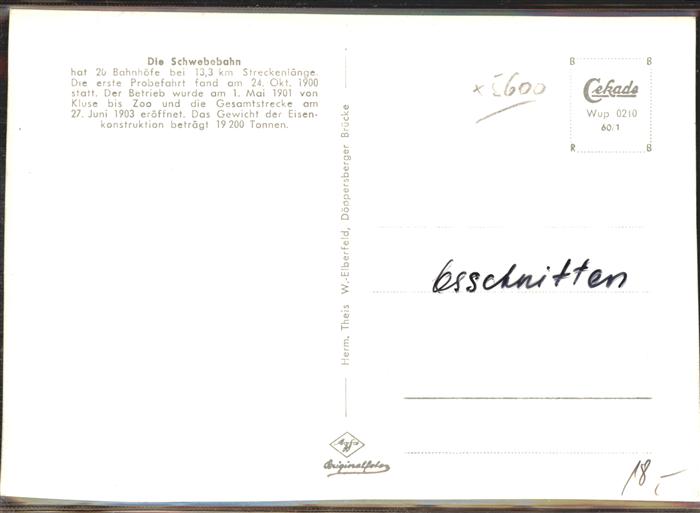 Die Schwebebahn
hat 20 Bahnhöfe bei 13,3 km Streckenlänge.
Die erste Probefahrt fand am 24. Okt. 1900
statt. Der Betrieb wurde am 1. Mai 1901 von
Kluse bis Zoo und die Gesamtstrecke am
27. Juni 1903 eröffnet. Das Gewicht der Eisen-
konstruktion beträgt 19 200 Tonnen.
Herm. Theis W.-Elberfeld, Döppersberger Brücke
Agfa
Originalfoto
B B
Cekade
Wup 0210
60/1
R B
18,-